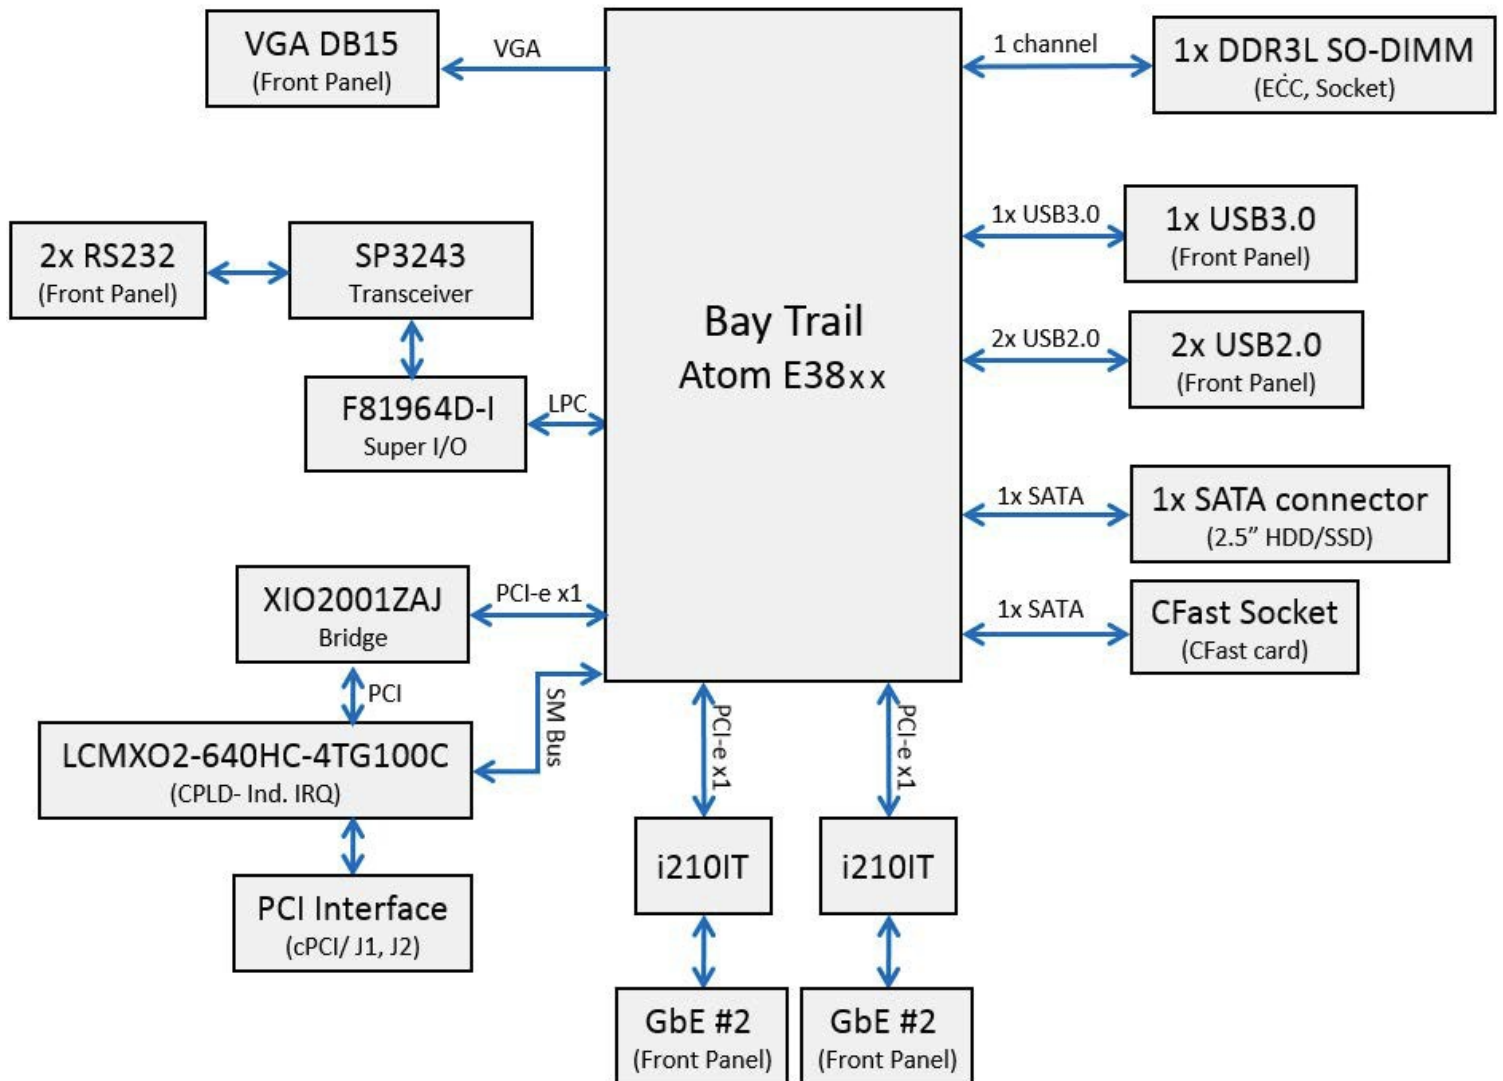 VGA DB15
(Front Panel)
VGA
1 channel
1x DDR3L SO-DIMM
(ECC, Socket)
2x RS232
(Front Panel)
SP3243
Transceiver
1x USB3.0
1x USB3.0
(Front Panel)
Bay Trail
Atom E38xx
2x USB2.0
2x USB2.0
(Front Panel)
F81964D-I
Super I/O
LPC
1x SATA
1x SATA connector
(2.5” HDD/SSD)
XIO2001ZAJ
Bridge
PCI-e x1
1x SATA
CFast Socket
(CFast card)
PCI
SM Bus
LCMXO2-640HC-4TG100C
(CPLD- Ind. IRQ)
PCI-e x1
PCI-e x1
i210IT
i210IT
PCI Interface
(cPCI/ J1, J2)
GbE #2
(Front Panel)
GbE #2
(Front Panel)